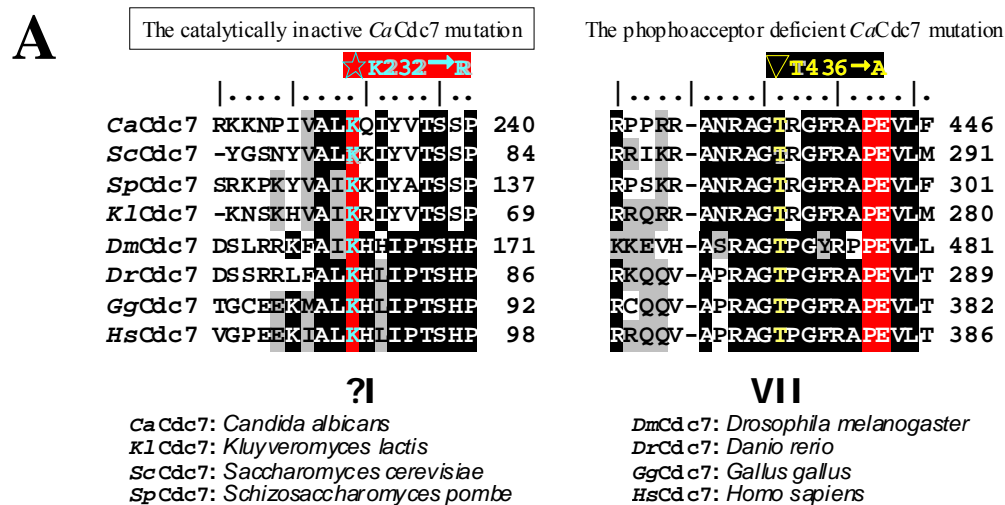 A
The catalytically inactive CaCdc7 mutation
The phophoacceptor deficient CaCdc7 mutation
☆K232→R
▽T436→A
|....|....|....|..
|....|....|....|....|.
CaCdc7 RKKNPIVALKQIYVTSSP 240 RPPRR-ANRAGTRGFRAPEVLF 446
ScCdc7 -YGSNYVALKKIYVTSSP 84 RRIKR-ANRAGTRGFRAPEVLM 291
SpCdc7 SRKPKYVAIKKIYATSSP 137 RPSKR-ANRAGTRGFRAPEVLF 301
KlCdc7 -KNSKHVAIKRIYVTSSP 69 RRQRR-ANRAGTRGFRAPEVLM 280
DmCdc7 DSLRRKFAIKHHIPTSHP 171 KKEVH-ASRAGTPGYRPPEVLL 481
DrCdc7 DSSRRLFALKHLIPTSHP 86 RKQQV-APRAGTPGFRAPEVLT 289
GgCdc7 TGCEEKMALKHLIPTSHP 92 RCQQV-APRAGTPGFRAPEVLT 382
HsCdc7 VGPEEKIALKHLIPTSHP 98 RRQQV-APRAGTPGFRAPEVLT 386
?I
VII
CaCdc7: Candida albicans
KlCdc7: Kluyveromyces lactis
ScCdc7: Saccharomyces cerevisiae
SpCdc7: Schizosaccharomyces pombe
DmCdc7: Drosophila melanogaster
DrCdc7: Danio rerio
GgCdc7: Gallus gallus
HsCdc7: Homo sapiens